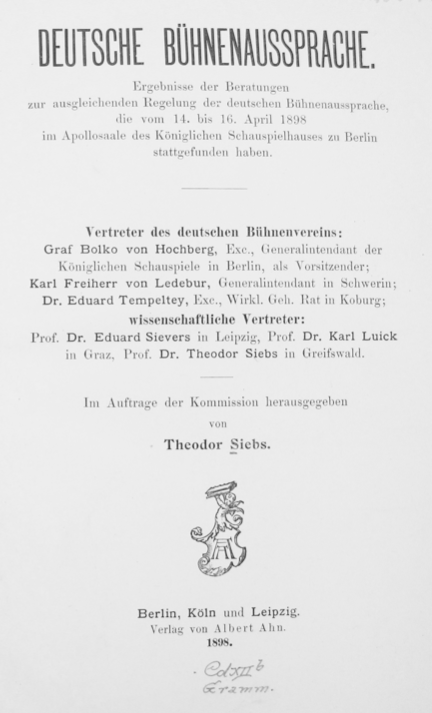 DEUTSCHE BÜHNENAUSSPRACHE.
Ergebnisse der Beratungen
zur ausgleichenden Regelung der deutschen Bühnenaussprache,
die vom 14. bis 16. April 1898
im Apollosaale des Königlichen Schauspielhauses zu Berlin
stattgefunden haben.
Vertreter des deutschen Bühnenvereins:
Graf Bolko von Hochberg, Exc., Generalintendant der
Königlichen Schauspiele in Berlin, als Vorsitzender;
Karl Freiherr von Ledebur, Generalintendant in Schwerin;
Dr. Eduard Tempeltey, Exc., Wirkl. Geh. Rat in Koburg;
wissenschaftliche Vertreter:
Prof. Dr. Eduard Sievers in Leipzig, Prof. Dr. Karl Luick
in Graz, Prof. Dr. Theodor Siebs in Greifswald.
Im Auftrage der Kommission herausgegeben
von
Theodor Siebs.
Berlin, Köln und Leipzig.
Verlag von Albert Ahn.
1898.
CdXIIb
Gramm.